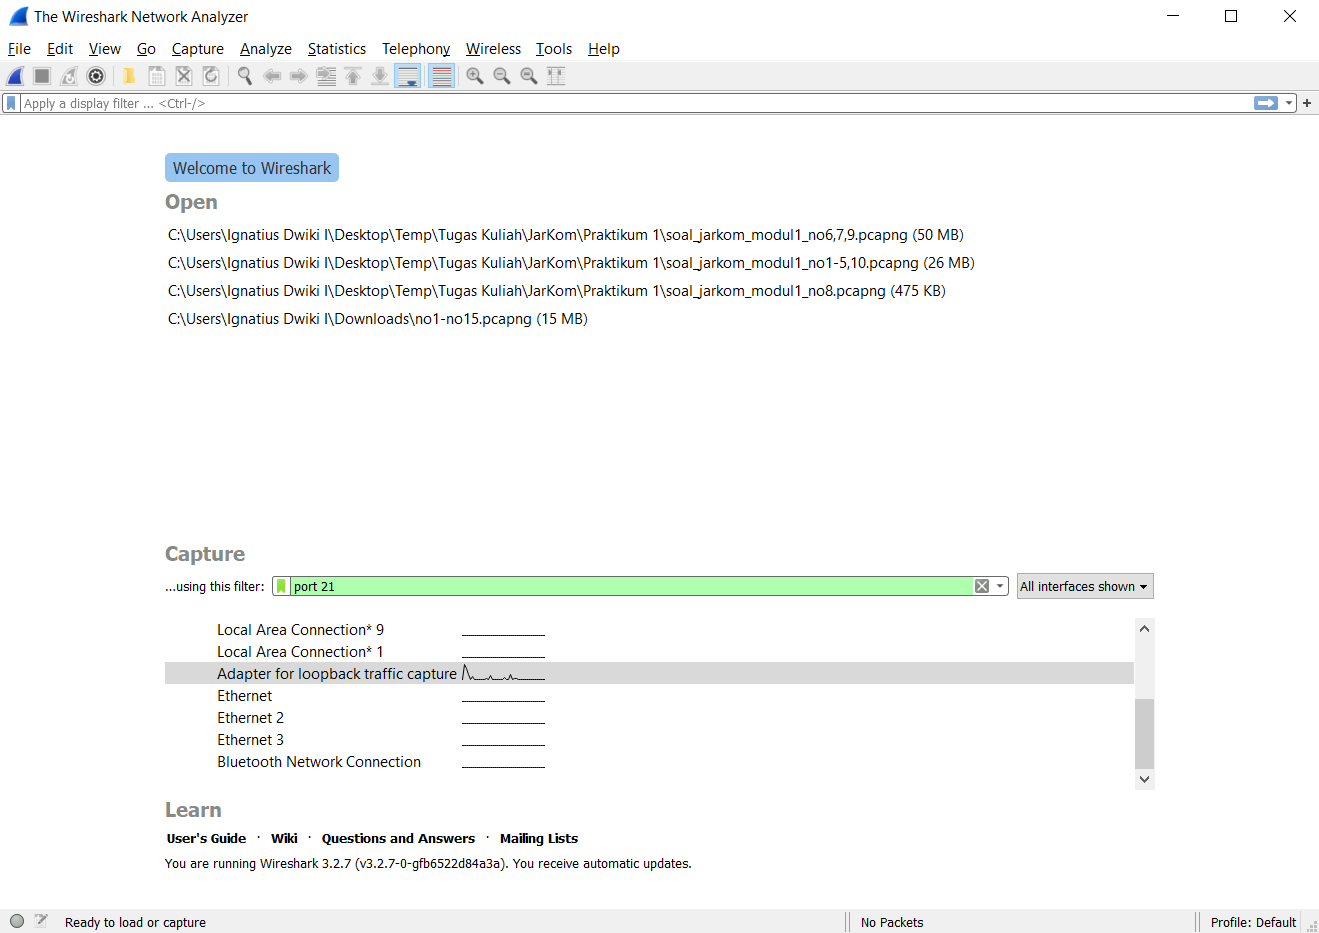 The Wireshark Network Analyzer
File Edit View Go Capture Analyze Statistics Telephony Wireless Tools Help
Apply a display filter ... <Ctrl-/>
Welcome to Wireshark
Open
C:\Users\Ignatius Dwiki I\Desktop\Temp\Tugas Kuliah\JarKom\Praktikum 1\soal_jarkom_modul1_no6,7,9.pcapng (50 MB)
C:\Users\Ignatius Dwiki I\Desktop\Temp\Tugas Kuliah\JarKom\Praktikum 1\soal_jarkom_modul1_no1-5,10.pcapng (26 MB)
C:\Users\Ignatius Dwiki I\Desktop\Temp\Tugas Kuliah\JarKom\Praktikum 1\soal_jarkom_modul1_no8.pcapng (475 KB)
C:\Users\Ignatius Dwiki I\Downloads\no1-no15.pcapng (15 MB)
Capture
...using this filter: port 21 All interfaces shown
Local Area Connection* 9
Local Area Connection* 1
Adapter for loopback traffic capture
Ethernet
Ethernet 2
Ethernet 3
Bluetooth Network Connection
Learn
User's Guide · Wiki · Questions and Answers · Mailing Lists
You are running Wireshark 3.2.7 (v3.2.7-0-gfb6522d84a3a). You receive automatic updates.
Ready to load or capture No Packets Profile: Default